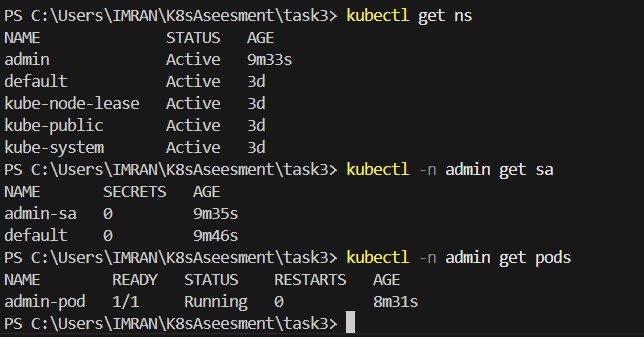 PS C:\Users\IMRAN\K8sAseesment\task3> kubectl get ns
NAME              STATUS   AGE
admin             Active   9m33s
default           Active   3d
kube-node-lease   Active   3d
kube-public       Active   3d
kube-system       Active   3d
PS C:\Users\IMRAN\K8sAseesment\task3> kubectl -n admin get sa
NAME       SECRETS   AGE
admin-sa   0         9m35s
default    0         9m46s
PS C:\Users\IMRAN\K8sAseesment\task3> kubectl -n admin get pods
NAME        READY   STATUS    RESTARTS   AGE
admin-pod   1/1     Running   0          8m31s
PS C:\Users\IMRAN\K8sAseesment\task3>